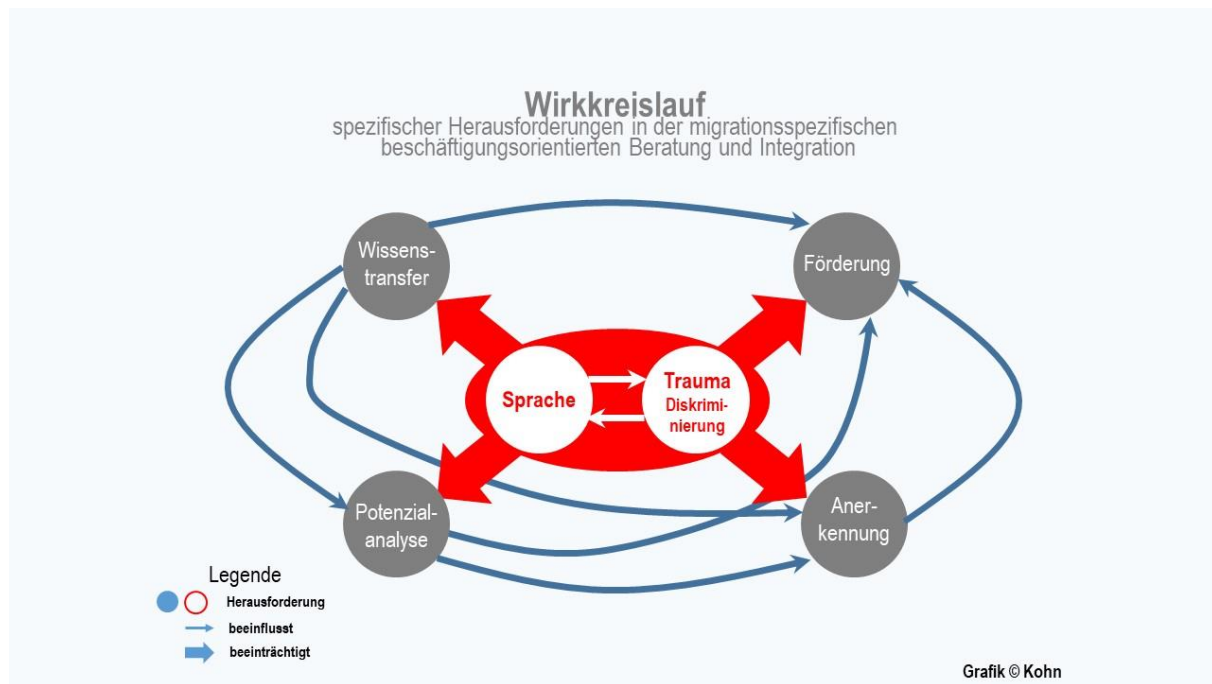 Wirkkreislauf
spezifischer Herausforderungen in der migrationsspezifischen
beschäftigungsorientierten Beratung und Integration
Wissens-
transfer
Förderung
Sprache
Trauma
Diskrimi-
nierung
Potenzial-
analyse
Aner-
kennung
Legende
Herausforderung
beeinflusst
beeinträchtigt
Grafik © Kohn